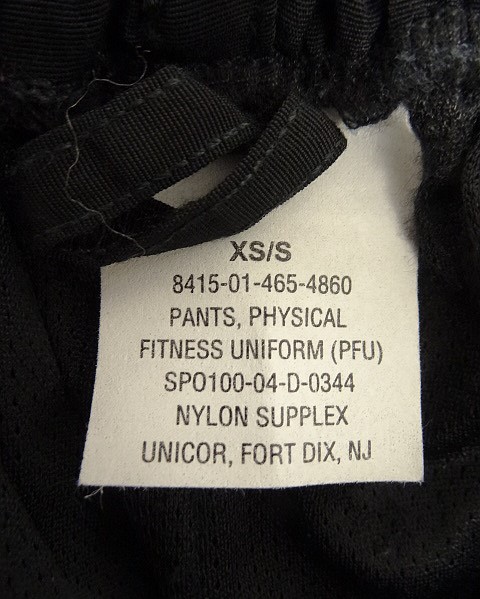 XS/S
8415-01-465-4860
PANTS, PHYSICAL
FITNESS UNIFORM (PFU)
SPO100-04-D-0344
NYLON SUPPLEX
UNICOR, FORT DIX, NJ